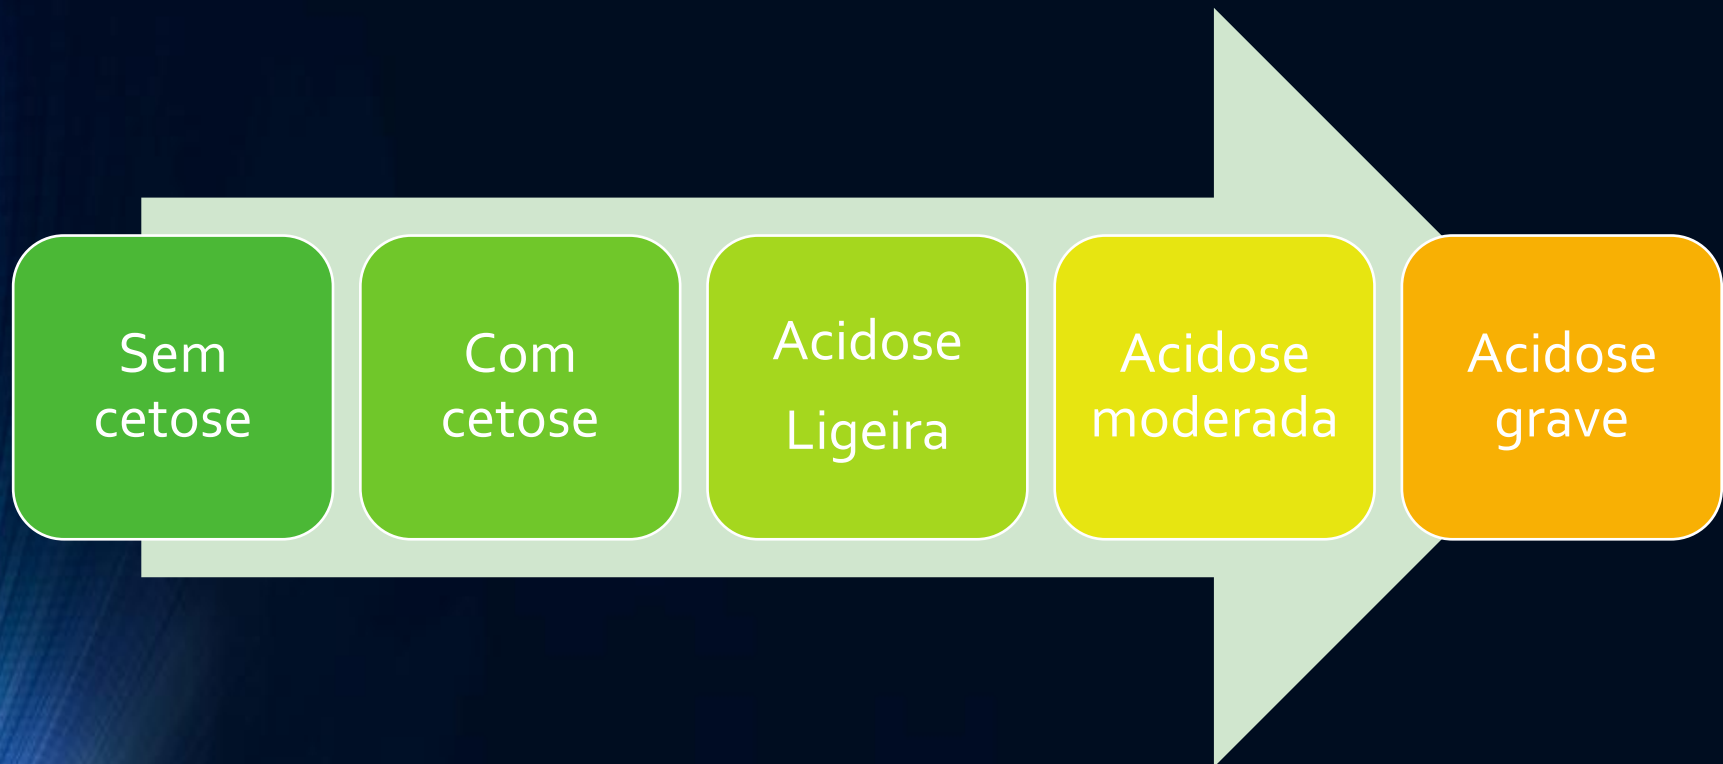 Sem
cetose
Com
cetose
Acidose
Ligeira
Acidose
moderada
Acidose
grave